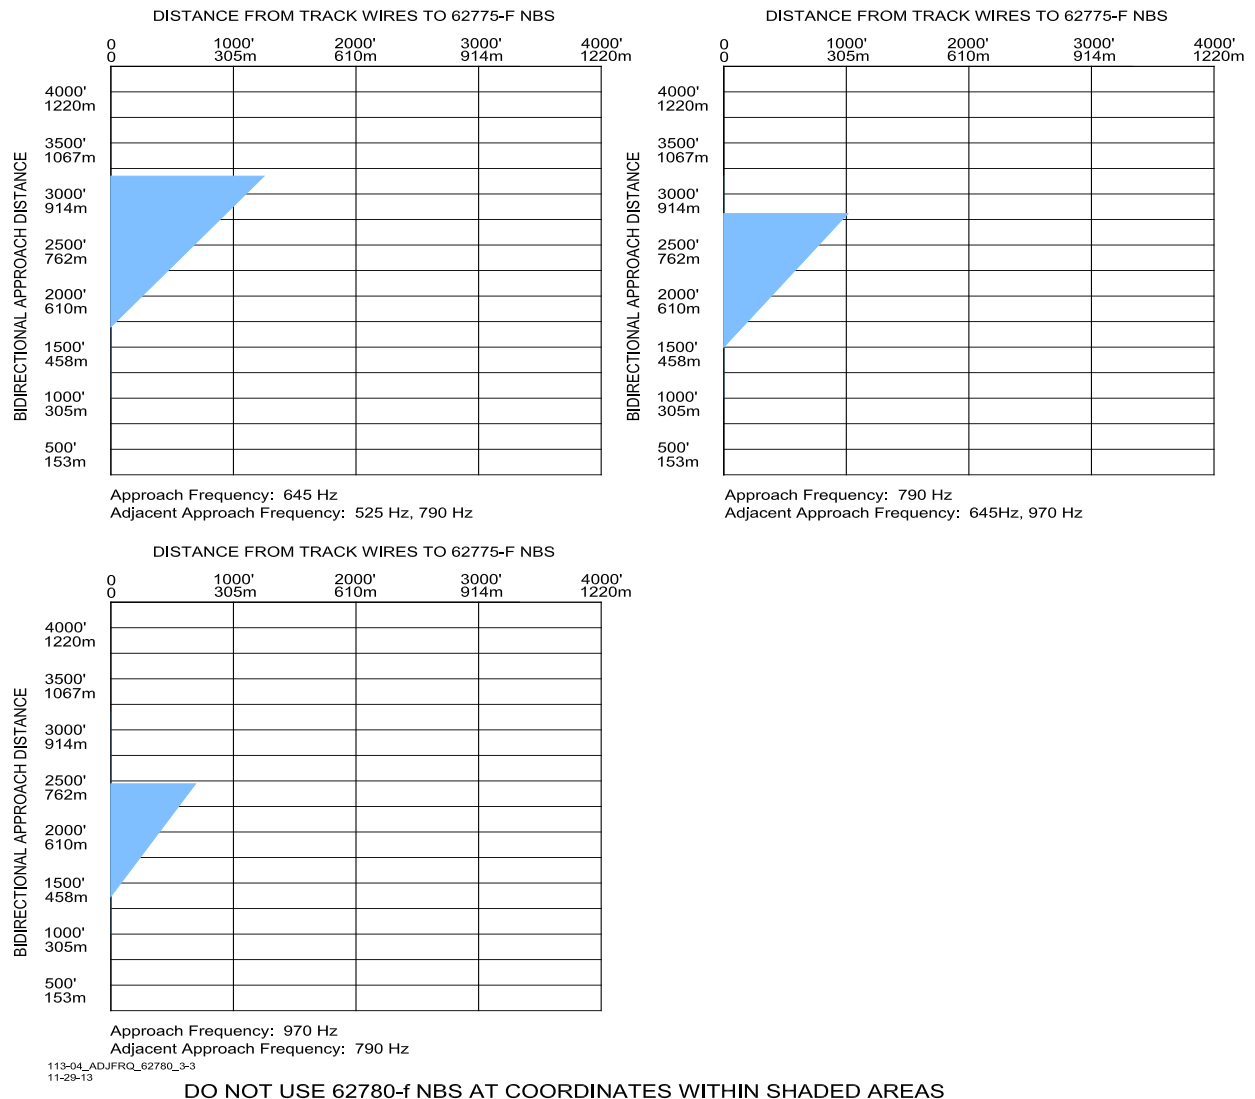 DISTANCE FROM TRACK WIRES TO 62775-F NBS
0 1000' 2000' 3000' 4000'
0 305m 610m 914m 1220m
BIDIRECTIONAL APPROACH DISTANCE
4000'
1220m
3500'
1067m
3000'
914m
2500'
762m
2000'
610m
1500'
458m
1000'
305m
500'
153m
Approach Frequency: 645 Hz
Adjacent Approach Frequency: 525 Hz, 790 Hz
DISTANCE FROM TRACK WIRES TO 62775-F NBS
0 1000' 2000' 3000' 4000'
0 305m 610m 914m 1220m
BIDIRECTIONAL APPROACH DISTANCE
4000'
1220m
3500'
1067m
3000'
914m
2500'
762m
2000'
610m
1500'
458m
1000'
305m
500'
153m
Approach Frequency: 790 Hz
Adjacent Approach Frequency: 645Hz, 970 Hz
DISTANCE FROM TRACK WIRES TO 62775-F NBS
0 1000' 2000' 3000' 4000'
0 305m 610m 914m 1220m
BIDIRECTIONAL APPROACH DISTANCE
4000'
1220m
3500'
1067m
3000'
914m
2500'
762m
2000'
610m
1500'
458m
1000'
305m
500'
153m
Approach Frequency: 970 Hz
Adjacent Approach Frequency: 790 Hz
113-04_ADJFRQ_62780_3-3
11-29-13
DO NOT USE 62780-f NBS AT COORDINATES WITHIN SHADED AREAS